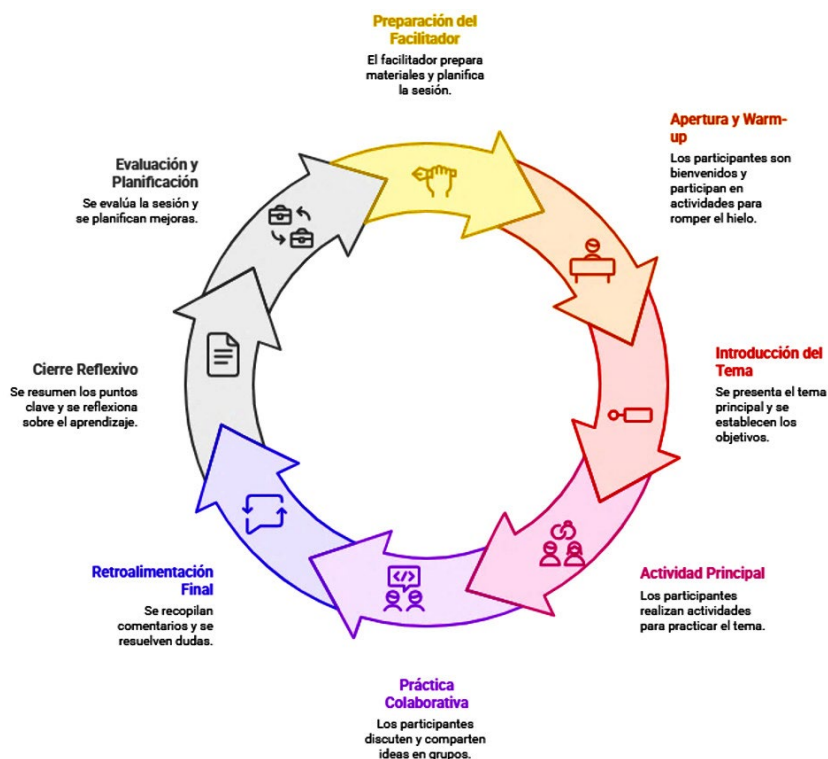 Preparación del
Facilitador
El facilitador prepara
materiales y planifica
la sesión.
Apertura y Warm-
up
Los participantes son
bienvenidos y
participan en
actividades para
romper el hielo.
Introducción del
Tema
Se presenta el tema
principal y se
establecen los
objetivos.
Actividad Principal
Los participantes
realizan actividades
para practicar el tema.
</>
Práctica
Colaborativa
Los participantes
discuten y comparten
ideas en grupos.
Retroalimentación
Final
Se recopilan
comentarios y se
resuelven dudas.
Cierre Reflexivo
Se resumen los puntos
clave y se reflexiona
sobre el aprendizaje.
Evaluación y
Planificación
Se evalúa la sesión y
se planifican mejoras.